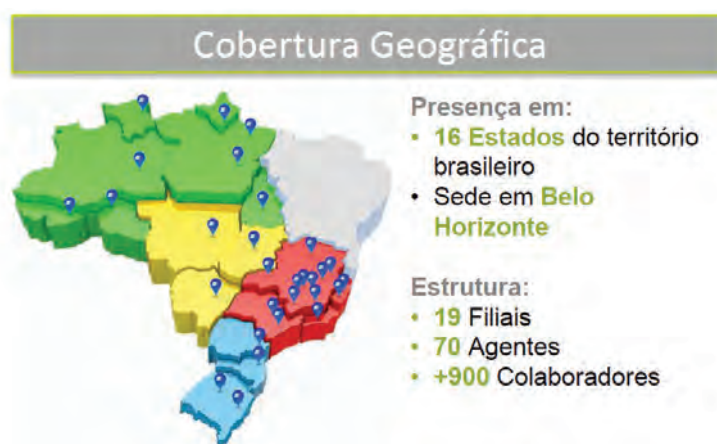 Cobertura Geográfica
Presença em:
• 16 Estados do território
brasileiro
• Sede em Belo
Horizonte
Estrutura:
• 19 Filiais
• 70 Agentes
• +900 Colaboradores